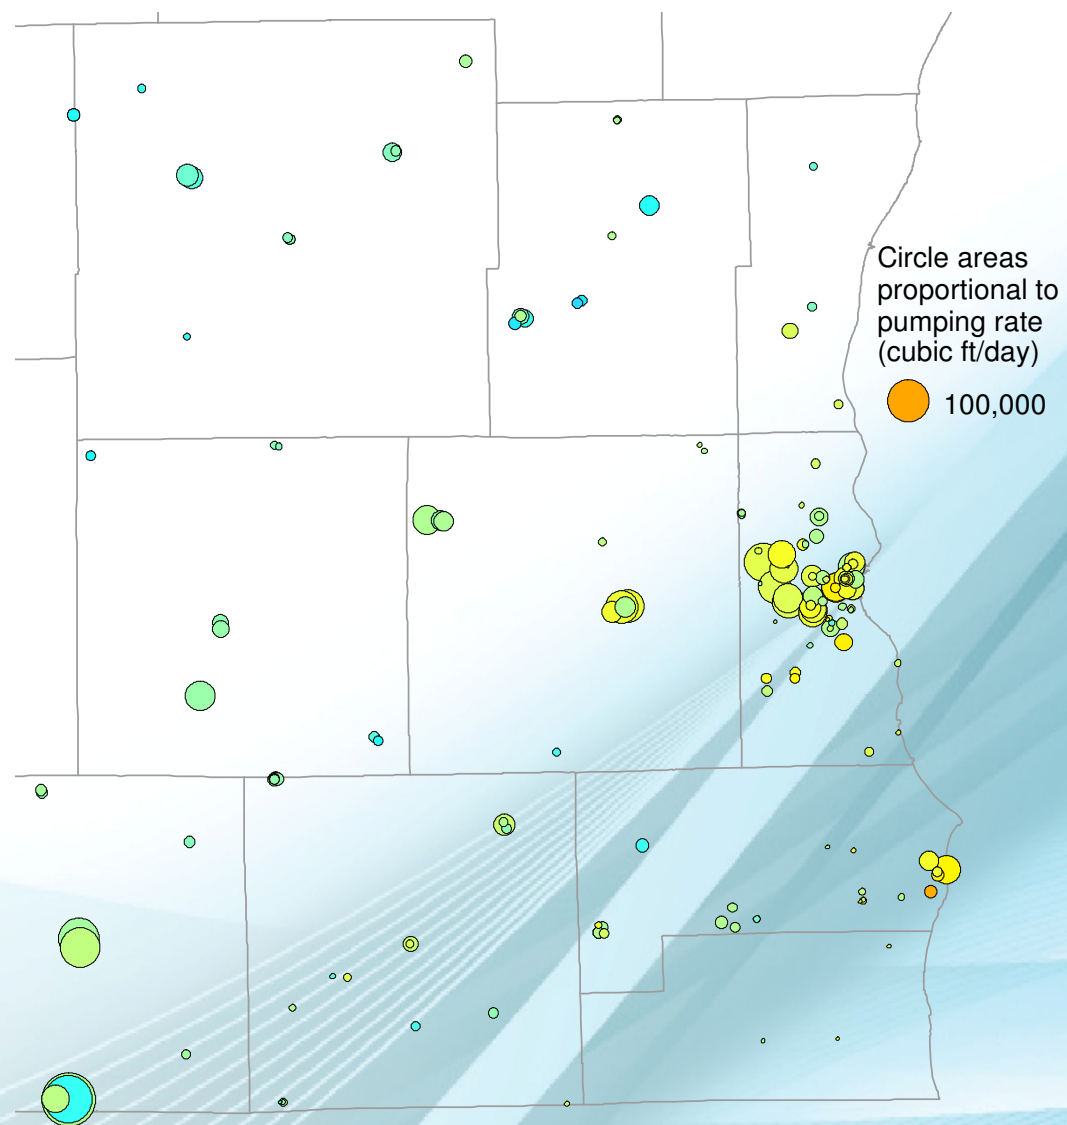 Circle areas
proportional to
pumping rate
(cubic ft/day)
100,000